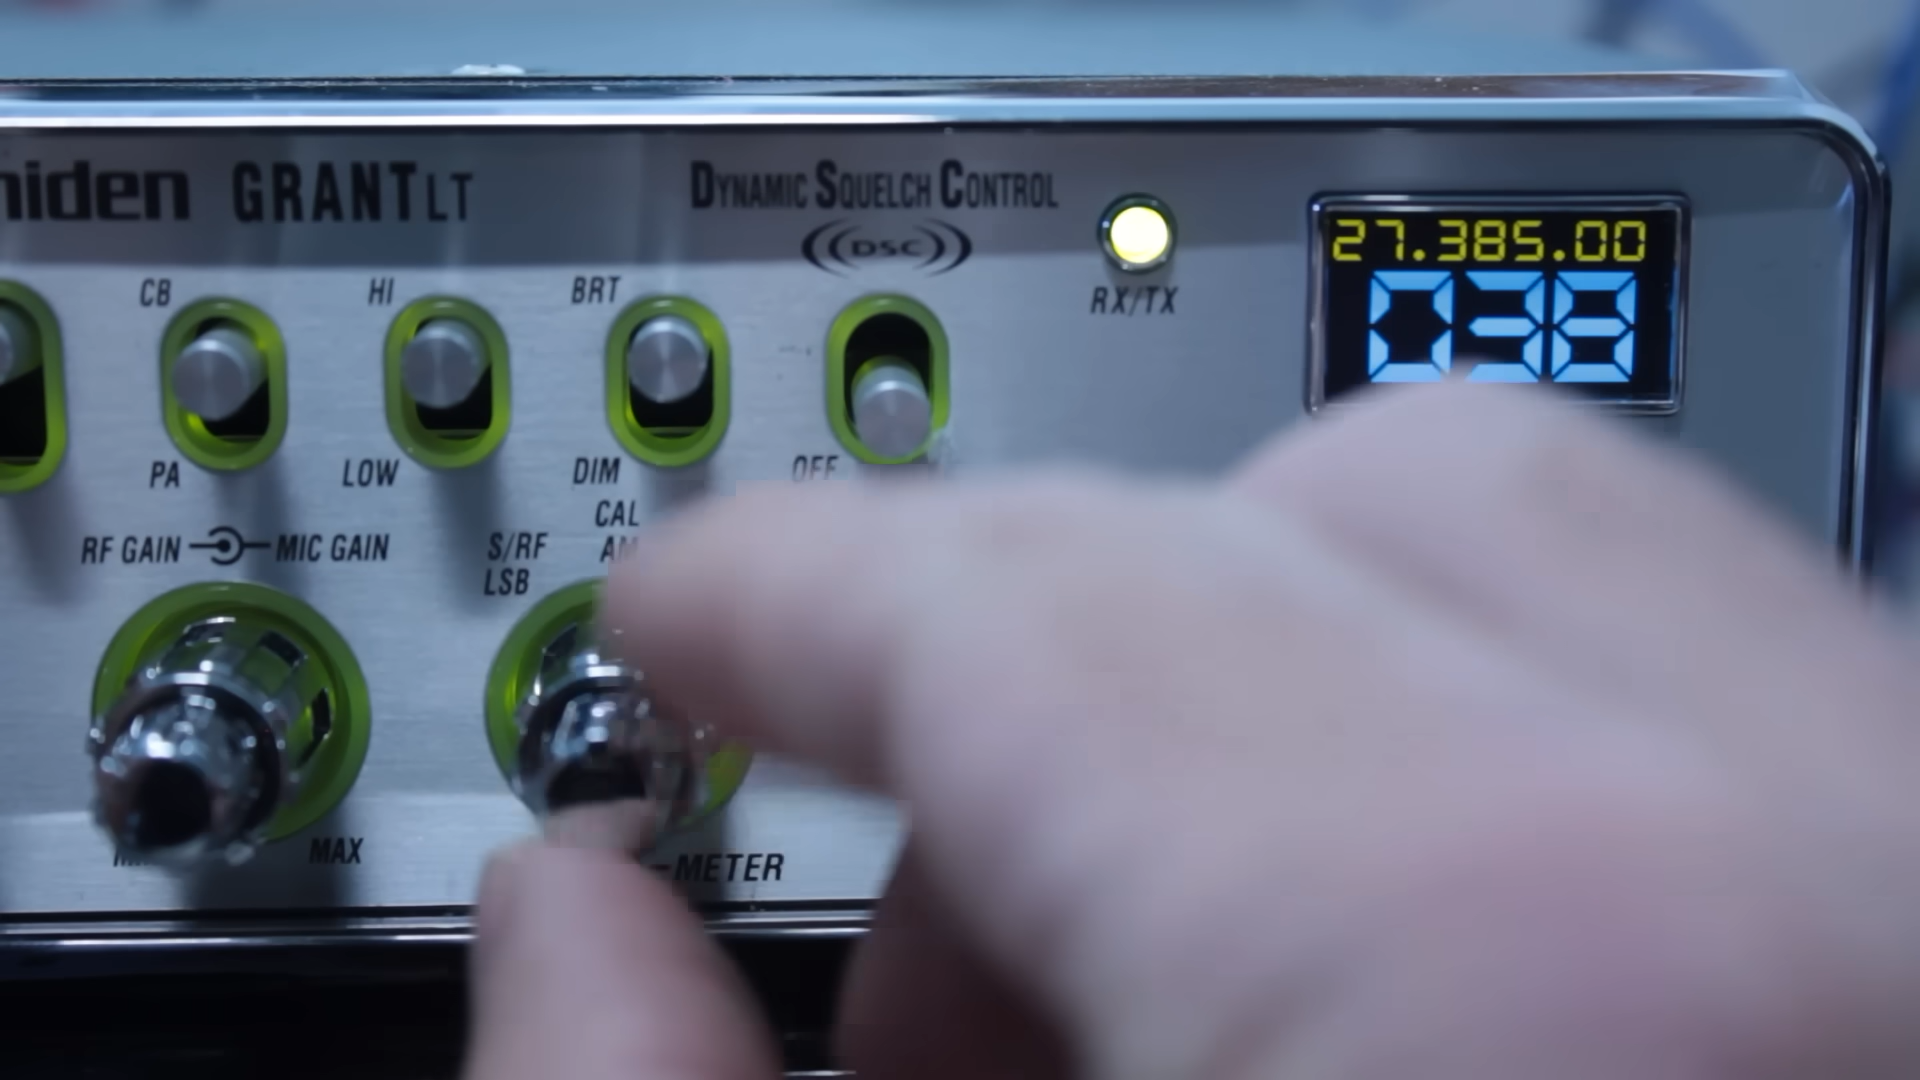 niden GRANT LT
DYNAMIC SQUELCH CONTROL
DSC
27.385.00
038
RX/TX
CB
HI
BRT
PA
LOW
DIM
OFF
CAL
RF GAIN
MIC GAIN
S/RF
AM
LSB
MAX
METER